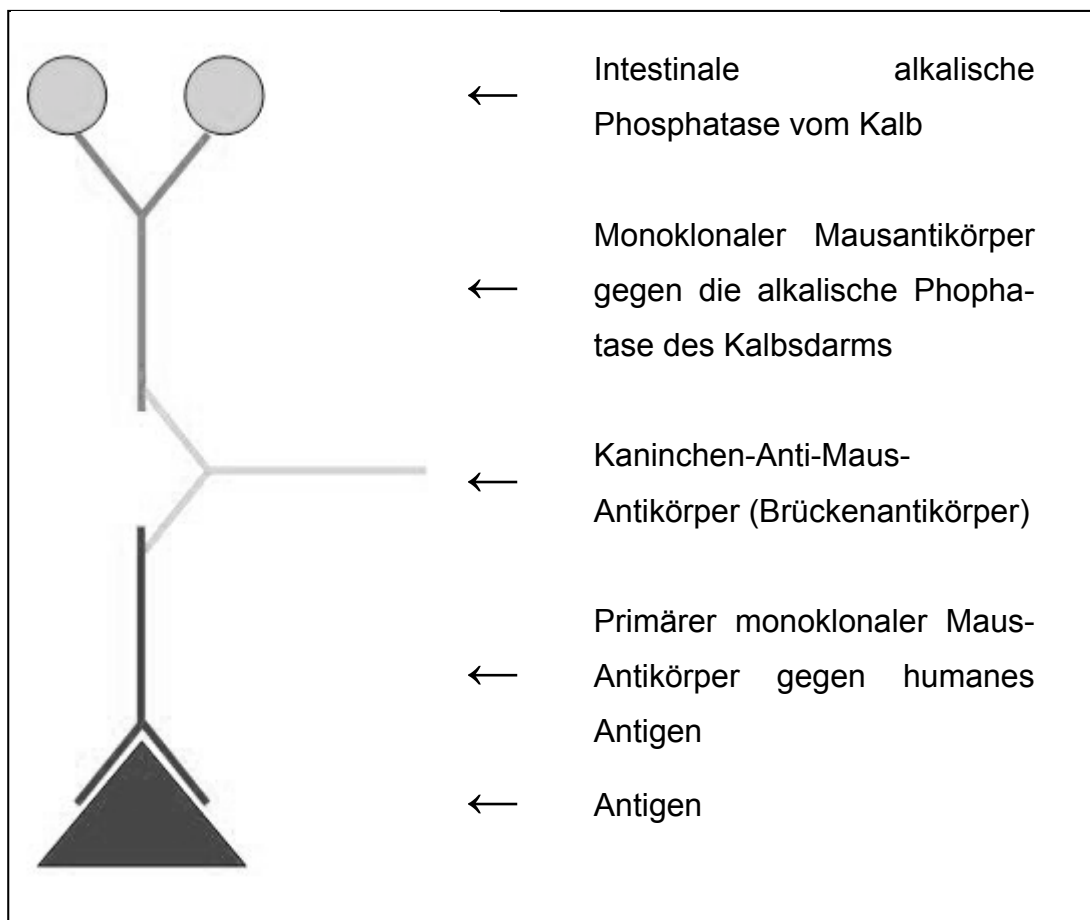 Intestinale alkalische
Phosphatase vom Kalb
Monoklonaler Mausantikörper
gegen die alkalische Phopha-
tase des Kalbsdarms
Kaninchen-Anti-Maus-
Antikörper (Brückenantikörper)
Primärer monoklonaler Maus-
Antikörper gegen humanes
Antigen
Antigen